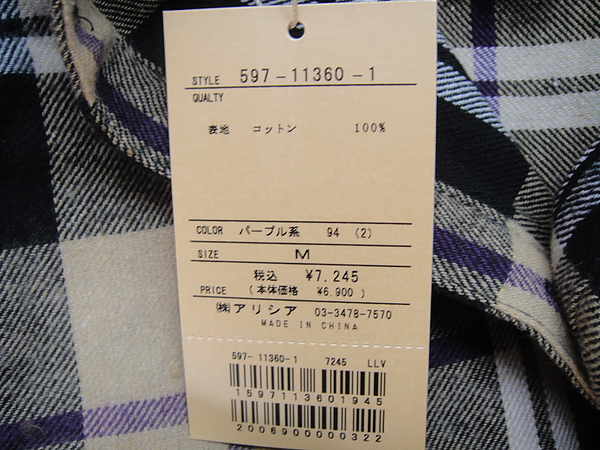 STYLE 597-11360-1
QUALTY
表地 コットン 100%
COLOR パープル系 94 (2)
SIZE M
税込 ¥7,245
PRICE (本体価格 ¥6,900)
㈱アリシア 03-3478-7570
MADE IN CHINA
597-11360-1 7245 LLV
1597113601945
2006900000322